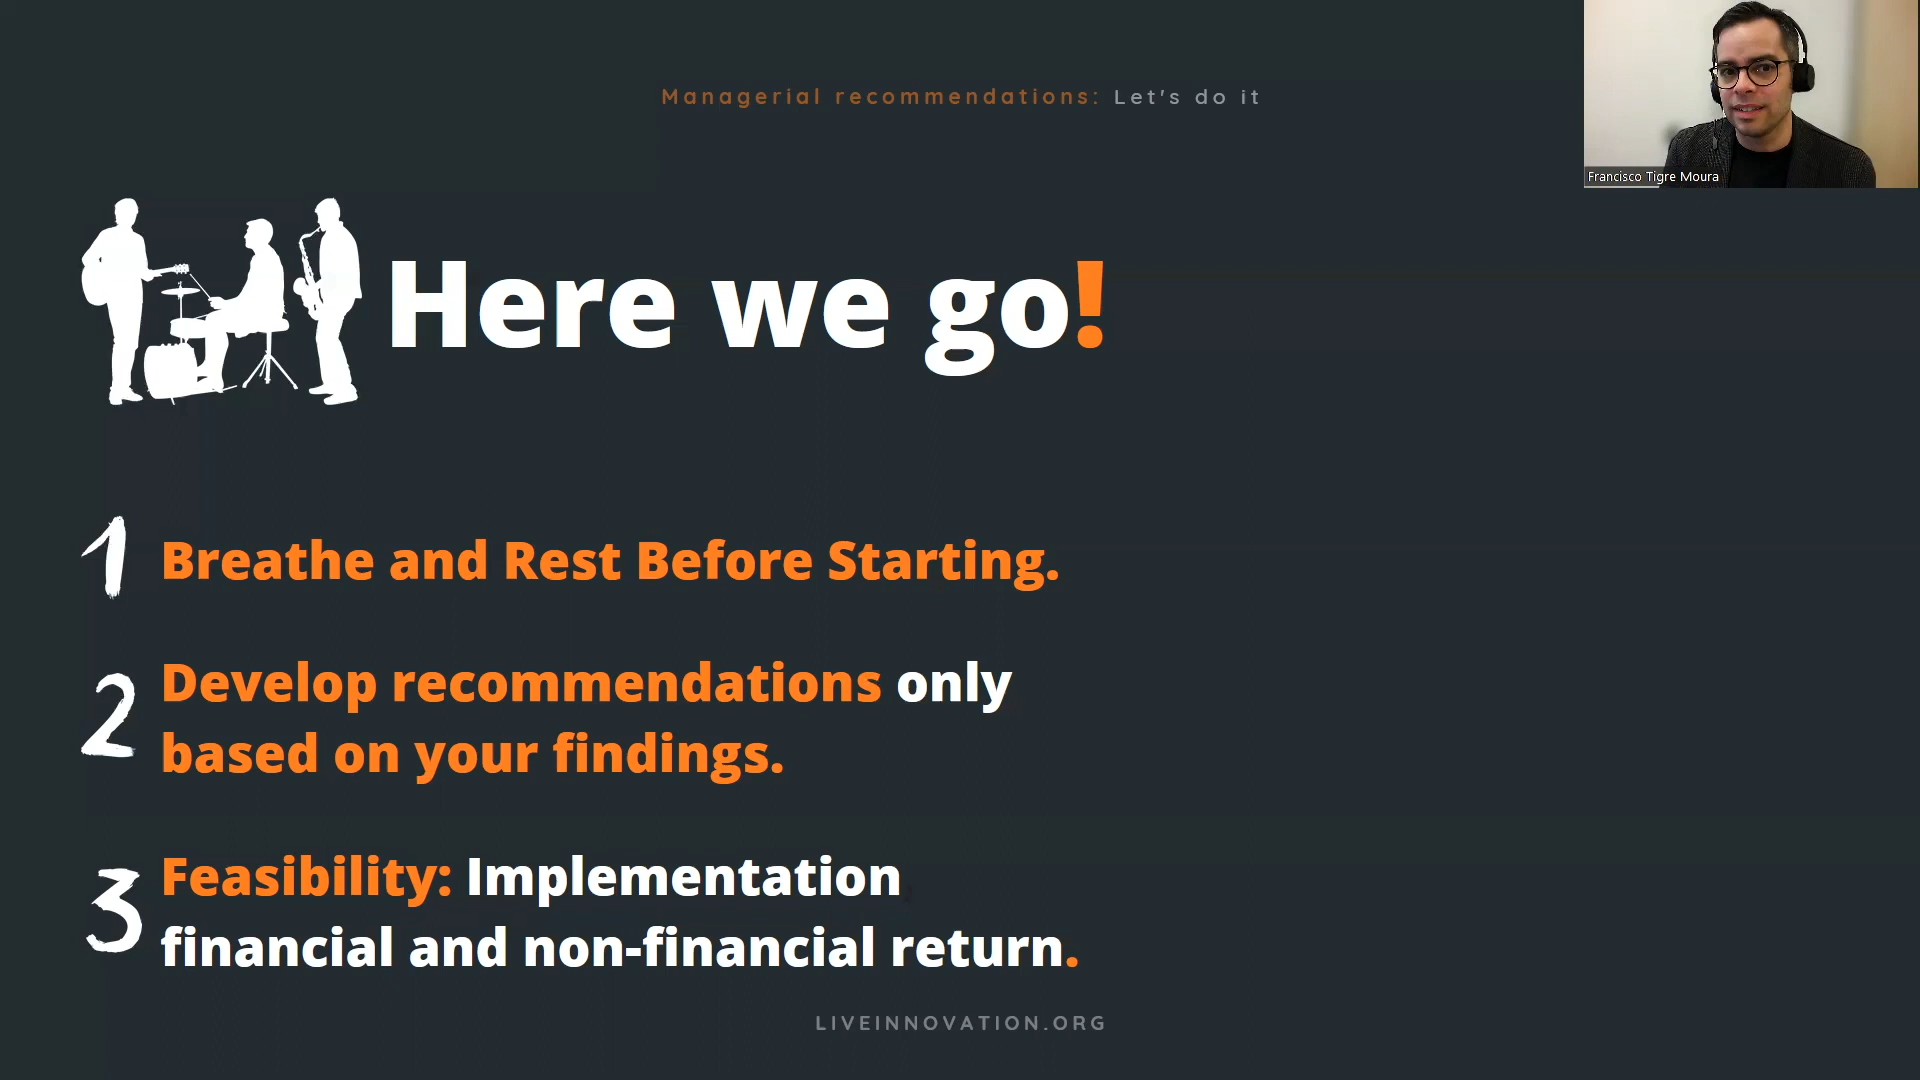 Managerial recommendations: Let's do it
Francisco Tigre Moura
Here we go!
1 Breathe and Rest Before Starting.
2 Develop recommendations only
based on your findings.
3 Feasibility: Implementation
financial and non-financial return.
LIVEINNOVATION.ORG